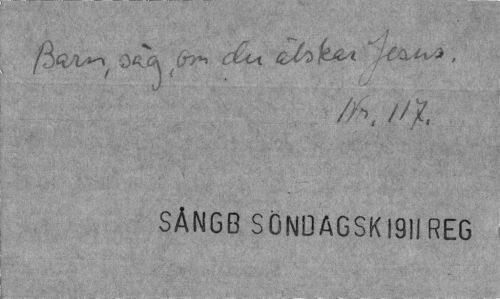 Barn, säg, om du älskar Jesus.
Nr. 117.
SÅNGB SÖNDAGSK 1911 REG